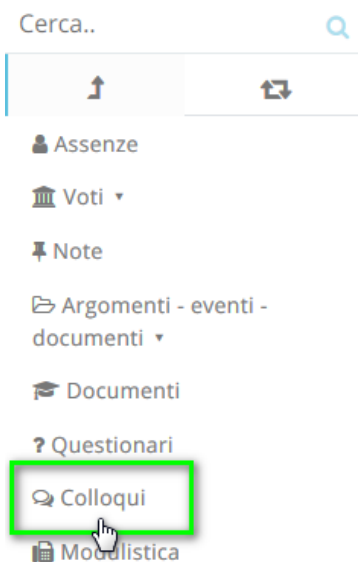 Cerca..
Assenze
Voti
Note
Argomenti - eventi -
documenti
Documenti
? Questionari
Colloqui
Modulistica